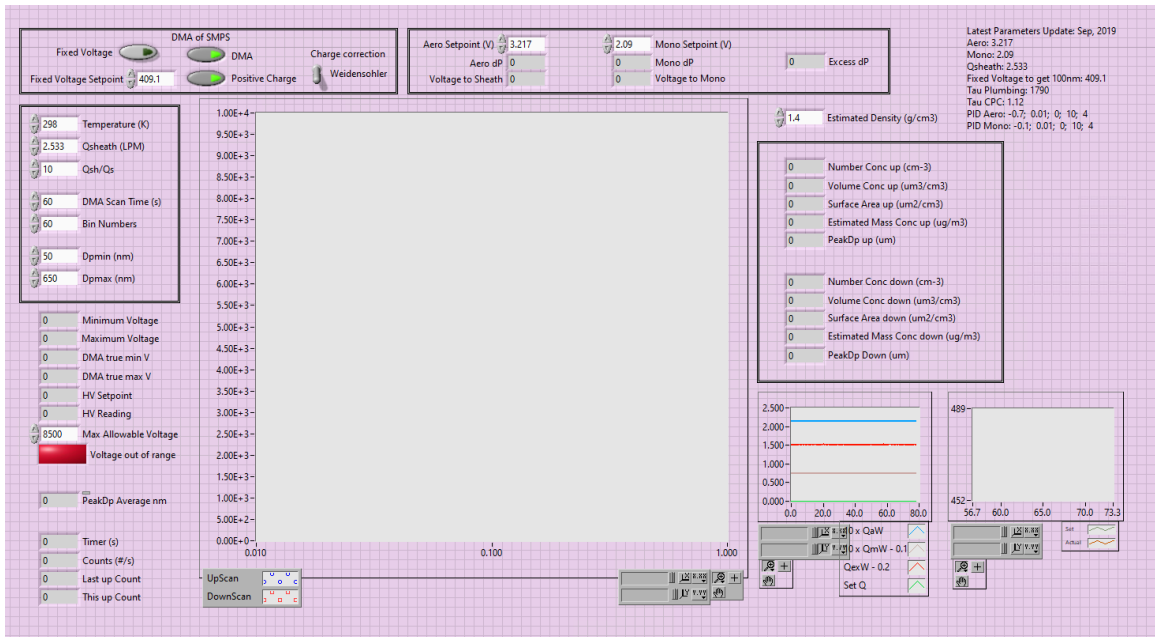 DMA of SMPS
Fixed Voltage
DMA
Charge correction
Fixed Voltage Setpoint 409.1
Positive Charge
Weidensohler
Aero Setpoint (V) 3.217
2.09 Mono Setpoint (V)
Aero dP 0
0 Mono dP
0 Excess dP
Voltage to Sheath 0
0 Voltage to Mono
Latest Parameters Update: Sep, 2019
Aero: 3.217
Mono: 2.09
Qsheath: 2.533
Fixed Voltage to get 100nm: 409.1
Tau Plumbing: 1790
Tau CPC: 1.12
PID Aero: -0.7; 0.01; 0; 10; 4
PID Mono: -0.1; 0.01; 0; 10; 4
298 Temperature (K)
2.533 Qsheath (LPM)
10 Qsh/Qs
60 DMA Scan Time (s)
60 Bin Numbers
50 Dpmin (nm)
650 Dpmax (nm)
0 Minimum Voltage
0 Maximum Voltage
0 DMA true min V
0 DMA true max V
0 HV Setpoint
0 HV Reading
8500 Max Allowable Voltage
Voltage out of range
0 PeakDp Average nm
0 Timer (s)
0 Counts (#/s)
0 Last up Count
0 This up Count
1.00E+4
9.50E+3
9.00E+3
8.50E+3
8.00E+3
7.50E+3
7.00E+3
6.50E+3
6.00E+3
5.50E+3
5.00E+3
4.50E+3
4.00E+3
3.50E+3
3.00E+3
2.50E+3
2.00E+3
1.50E+3
1.00E+3
5.00E+2
0.00E+0
0.010 0.100 1.000
UpScan
DownScan
1.4 Estimated Density (g/cm3)
0 Number Conc up (cm-3)
0 Volume Conc up (um3/cm3)
0 Surface Area up (um2/cm3)
0 Estimated Mass Conc up (ug/m3)
0 PeakDp up (um)
0 Number Conc down (cm-3)
0 Volume Conc down (um3/cm3)
0 Surface Area down (um2/cm3)
0 Estimated Mass Conc down (ug/m3)
0 PeakDp Down (um)
2.500
2.000
1.500
1.000
0.500
0.000
0.0 20.0 40.0 60.0 80.0
0 x QaW
0 x QmW - 0.1
QexW - 0.2
Set Q
489
452
56.7 60.0 65.0 70.0 73.3
Set
Actual